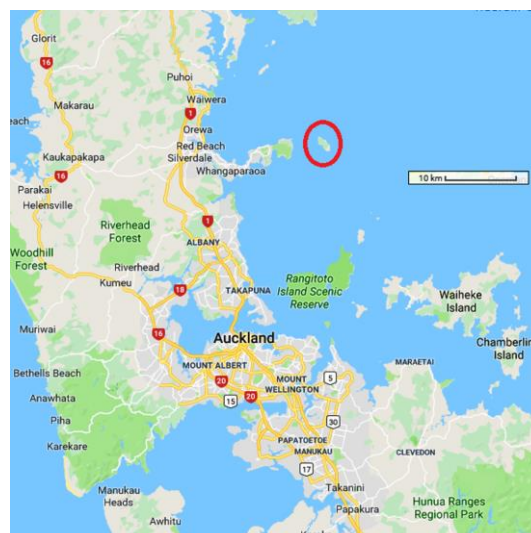 Glorit
16
Puhoi
Makarau
Waiwera
1
Orewa
Red Beach
Kaukapakapa
Silverdale
16
Whangaparaoa
10 km
Parakai
Helensville
Riverhead
Forest
1
ALBANY
Woodhill
Forest
Riverhead
Kumeu
18
TAKAPUNA
Rangitoto
Island Scenic
Reserve
Waiheke
Island
Muriwai
16
Auckland
Chamberlin
Island
Bethells Beach
MOUNT ALBERT
MOUNT
WELLINGTON
MARAETAI
5
Anawhata
20
20
15
Piha
30
PAPATOETOE
CLEVEDON
Karekare
MANUKAU
17
Takanini
Manukau
Heads
Hunua Ranges
Regional Park
Papakura
Awhitu